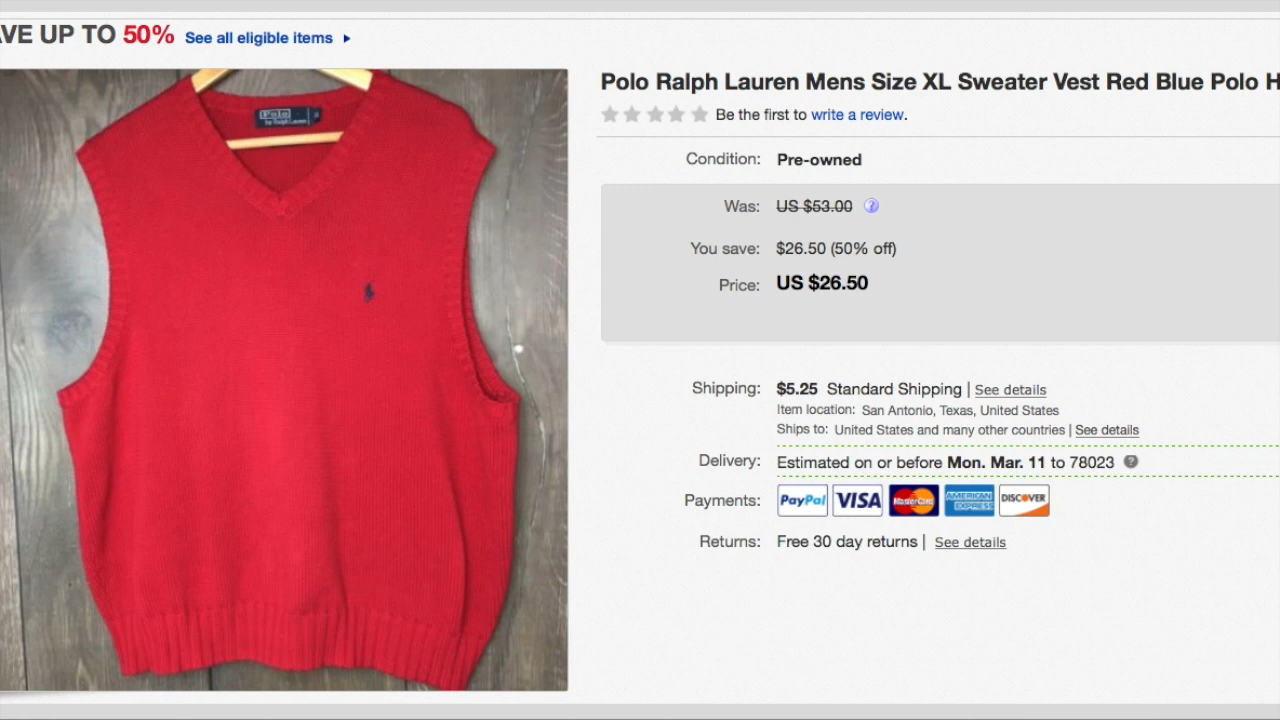 AVE UP TO 50% See all eligible items ▸
Polo
by Ralph Lauren
Polo Ralph Lauren Mens Size XL Sweater Vest Red Blue Polo H
Be the first to write a review.
Condition: Pre-owned
Was: US $53.00 ?
You save: $26.50 (50% off)
Price: US $26.50
Shipping: $5.25 Standard Shipping | See details
Item location: San Antonio, Texas, United States
Ships to: United States and many other countries | See details
Delivery: Estimated on or before Mon. Mar. 11 to 78023 ?
Payments: PayPal VISA MasterCard AMERICAN EXPRESS DISCOVER
Returns: Free 30 day returns | See details